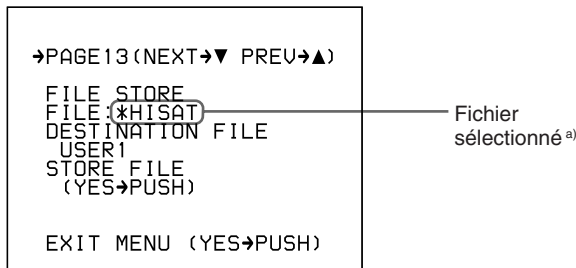 →PAGE13(NEXT→▼ PREV→▲)
FILE STORE
FILE:*HISAT
DESTINATION FILE
USER1
STORE FILE
(YES→PUSH)
EXIT MENU (YES→PUSH)
Fichier
sélectionné a)